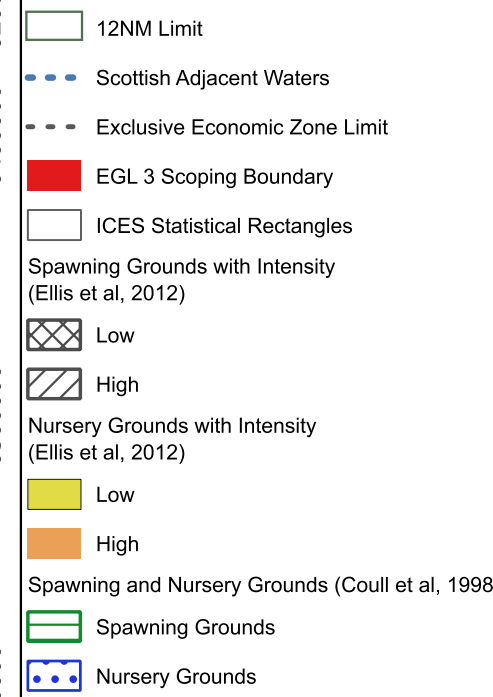 12NM Limit
Scottish Adjacent Waters
Exclusive Economic Zone Limit
EGL 3 Scoping Boundary
ICES Statistical Rectangles
Spawning Grounds with Intensity
(Ellis et al, 2012)
Low
High
Nursery Grounds with Intensity
(Ellis et al, 2012)
Low
High
Spawning and Nursery Grounds (Coull et al, 1998
Spawning Grounds
Nursery Grounds